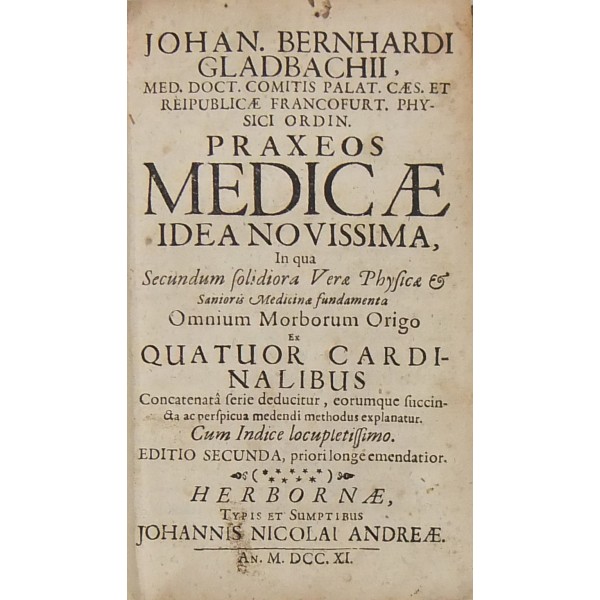 JOHAN. BERNHARDI
GLADBACHII,
MED. DOCT. COMITIS PALAT. CÆS. ET
REIPUBLICÆ FRANCOFURT. PHY-
SICI ORDIN.
PRAXEOS
MEDICÆ
IDEA NOVISSIMA,
In qua
Secundum ſolidiora Veræ Phyſicæ &
Sanioris Medicinæ fundamenta
Omnium Morborum Origo
Ex
QUATUOR CARDI-
NALIBUS
Concatenatâ ſerie deducitur, eorumque ſuccin-
cta ac perſpicua medendi methodus explanatur.
Cum Indice locupletiſſimo.
EDITIO SECUNDA, priori longè emendatior.
HERBORNÆ,
TYPIS ET SUMPTIBUS
JOHANNIS NICOLAI ANDREÆ.
AN. M. DCC. XI.